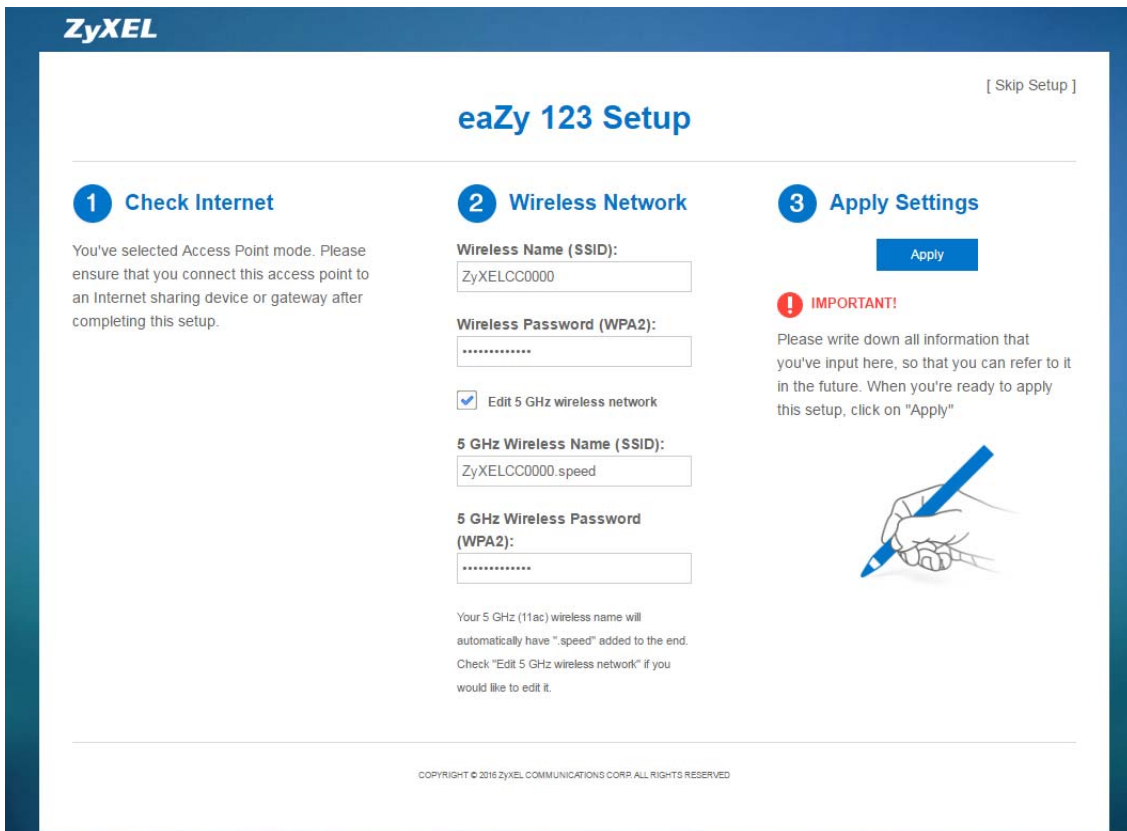 ZyXEL
[ Skip Setup ]
eaZy 123 Setup
1 Check Internet
You've selected Access Point mode. Please
ensure that you connect this access point to
an Internet sharing device or gateway after
completing this setup.
2 Wireless Network
Wireless Name (SSID):
ZyXELCC0000
Wireless Password (WPA2):
•••••••••••••
Edit 5 GHz wireless network
5 GHz Wireless Name (SSID):
ZyXELCC0000.speed
5 GHz Wireless Password
(WPA2):
•••••••••••••
Your 5 GHz (11ac) wireless name will
automatically have ".speed" added to the end.
Check "Edit 5 GHz wireless network" if you
would like to edit it.
3 Apply Settings
Apply
! IMPORTANT!
Please write down all information that
you've input here, so that you can refer to it
in the future. When you're ready to apply
this setup, click on "Apply"
COPYRIGHT © 2016 ZyXEL COMMUNICATIONS CORP. ALL RIGHTS RESERVED